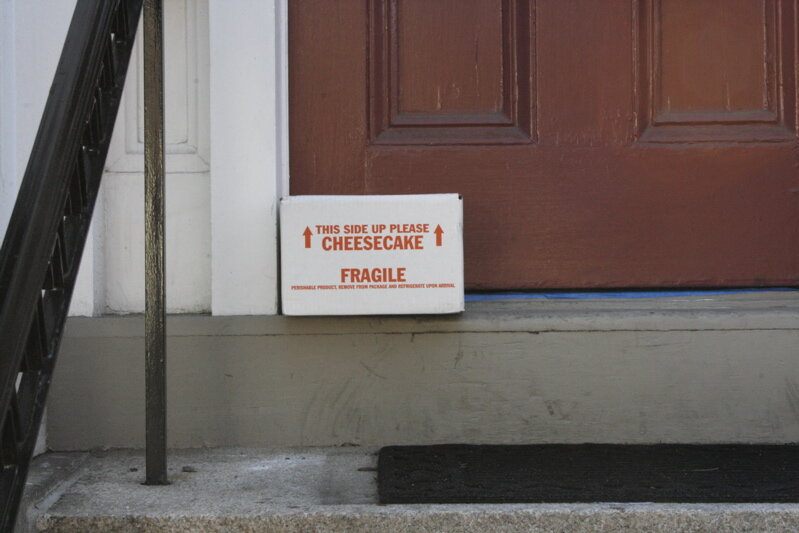 THIS SIDE UP PLEASE
CHEESECAKE
FRAGILE
PERISHABLE PRODUCT, REMOVE FROM PACKAGE AND REFRIGERATE UPON ARRIVAL